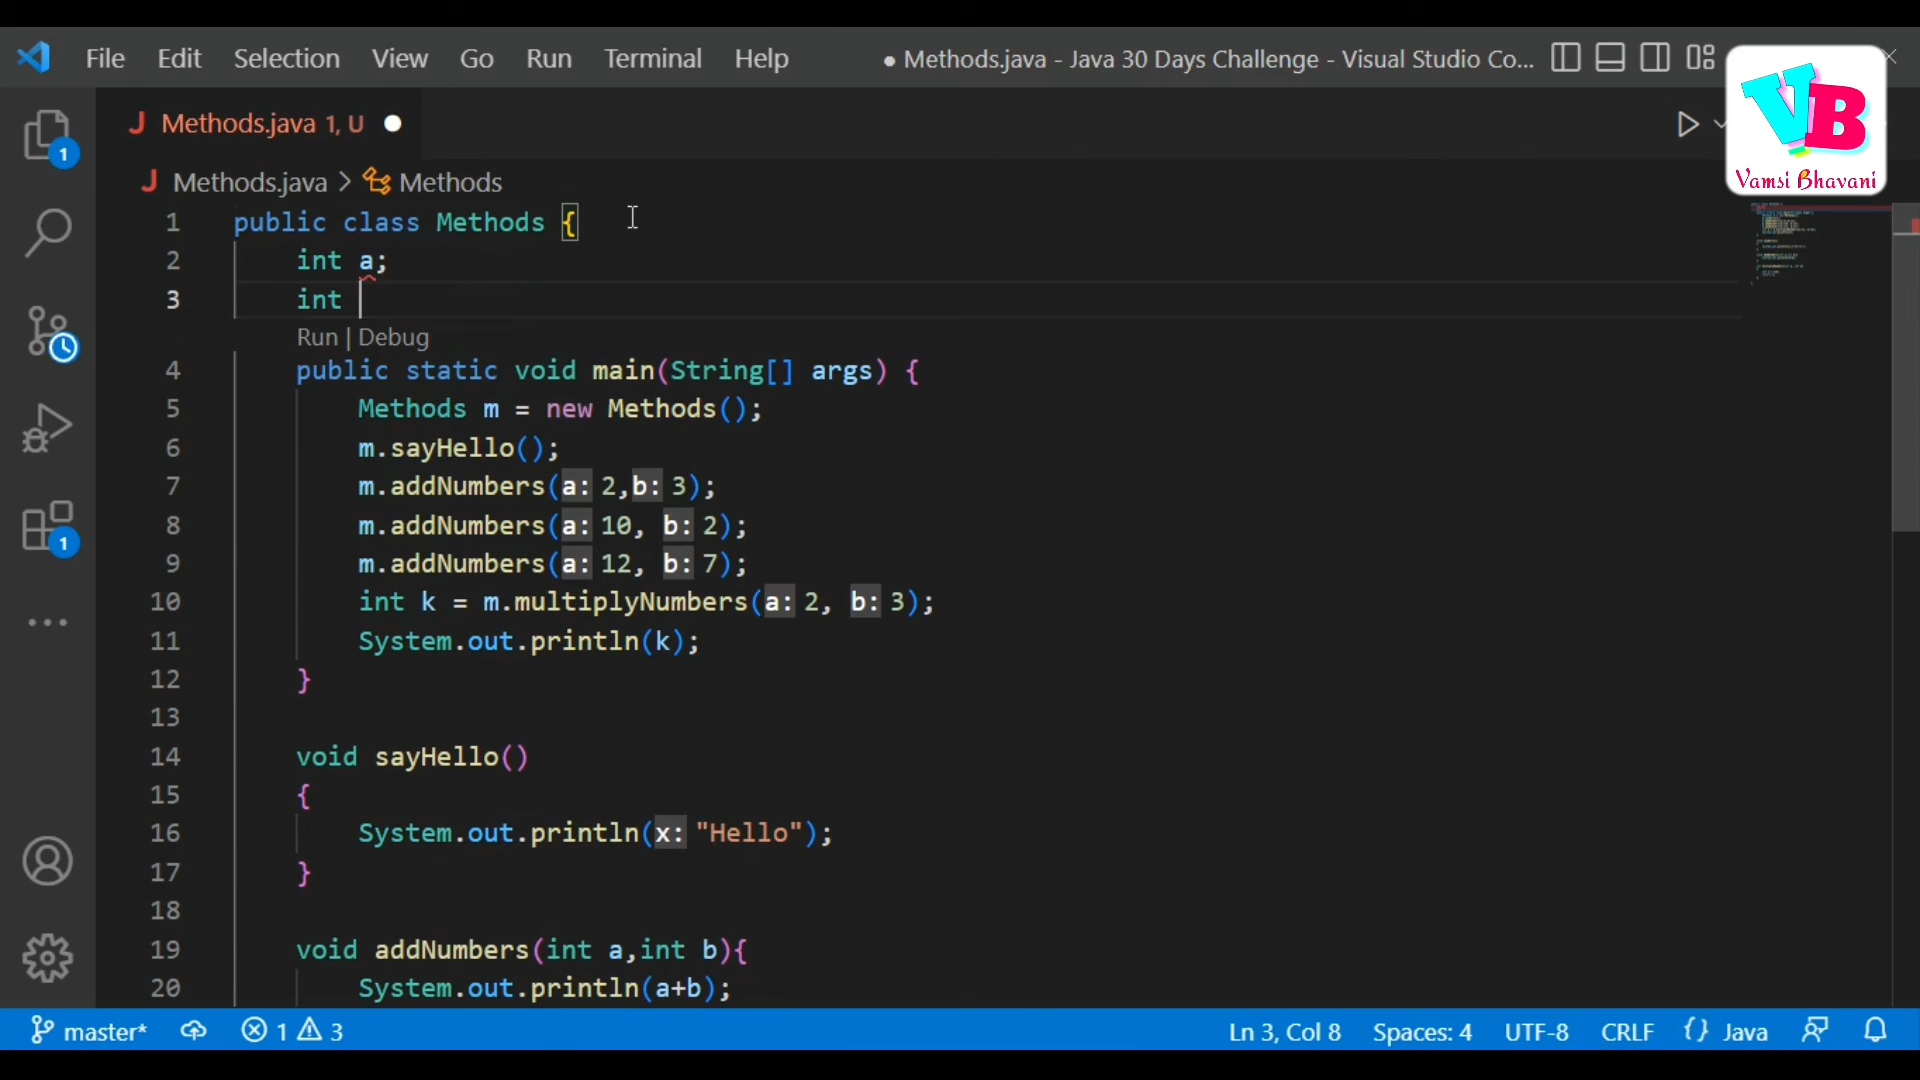 File Edit Selection View Go Run Terminal Help ● Methods.java - Java 30 Days Challenge - Visual Studio Co...
VB
Vamsi Bhavani
J Methods.java 1, U ●
J Methods.java > Methods
1 public class Methods {
2 int a;
3 int
Run | Debug
4 public static void main(String[] args) {
5 Methods m = new Methods();
6 m.sayHello();
7 m.addNumbers(a: 2,b: 3);
8 m.addNumbers(a: 10, b: 2);
9 m.addNumbers(a: 12, b: 7);
10 int k = m.multiplyNumbers(a: 2, b: 3);
11 System.out.println(k);
12 }
13
14 void sayHello()
15 {
16 System.out.println(x: "Hello");
17 }
18
19 void addNumbers(int a,int b){
20 System.out.println(a+b);
1
1
master* 1 3 Ln 3, Col 8 Spaces: 4 UTF-8 CRLF {} Java